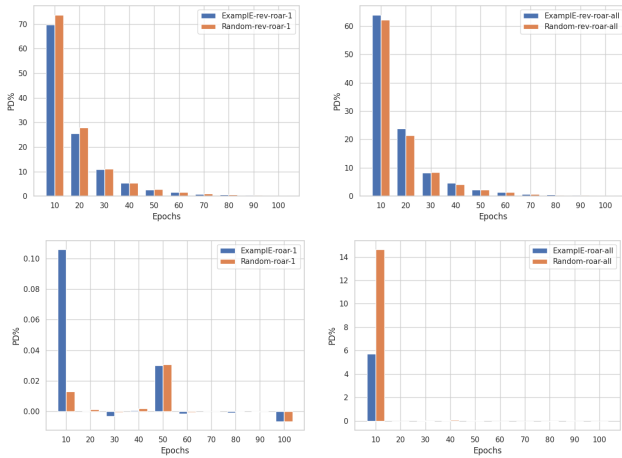 PD%
70
60
50
40
30
20
10
0
10 20 30 40 50 60 70 80 90 100
Epochs
ExamplE-rev-roar-1
Random-rev-roar-1
PD%
60
50
40
30
20
10
0
10 20 30 40 50 60 70 80 90 100
Epochs
ExamplE-rev-roar-all
Random-rev-roar-all
PD%
0.10
0.08
0.06
0.04
0.02
0.00
10 20 30 40 50 60 70 80 90 100
Epochs
ExamplE-roar-1
Random-roar-1
PD%
14
12
10
8
6
4
2
0
10 20 30 40 50 60 70 80 90 100
Epochs
ExamplE-roar-all
Random-roar-all